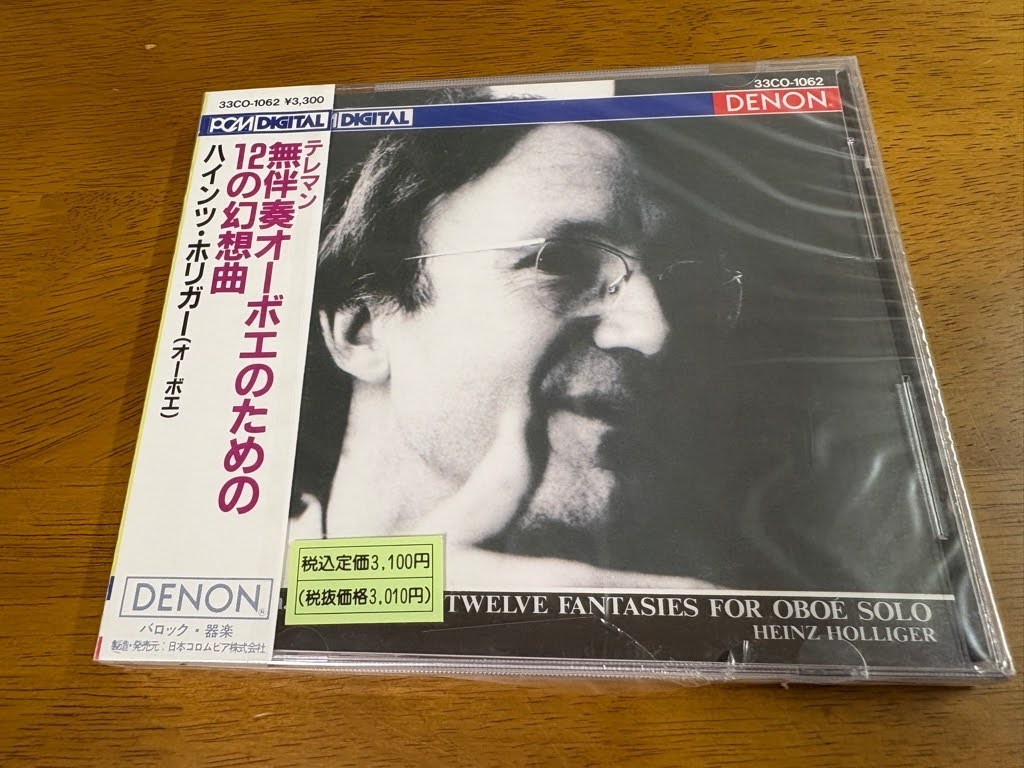 33CO-1062 ¥3,300
PCM DIGITAL
テレマン
無伴奏オーボエのための
12の幻想曲
ハインツ・ホリガー(オーボエ)
DENON
バロック・器楽
製造・発売元:日本コロムビア株式会社
33CO-1062
DIGITAL
DENON
税込定価3,100円
(税抜価格3,010円)
TWELVE FANTASIES FOR OBOE SOLO
HEINZ HOLLIGER